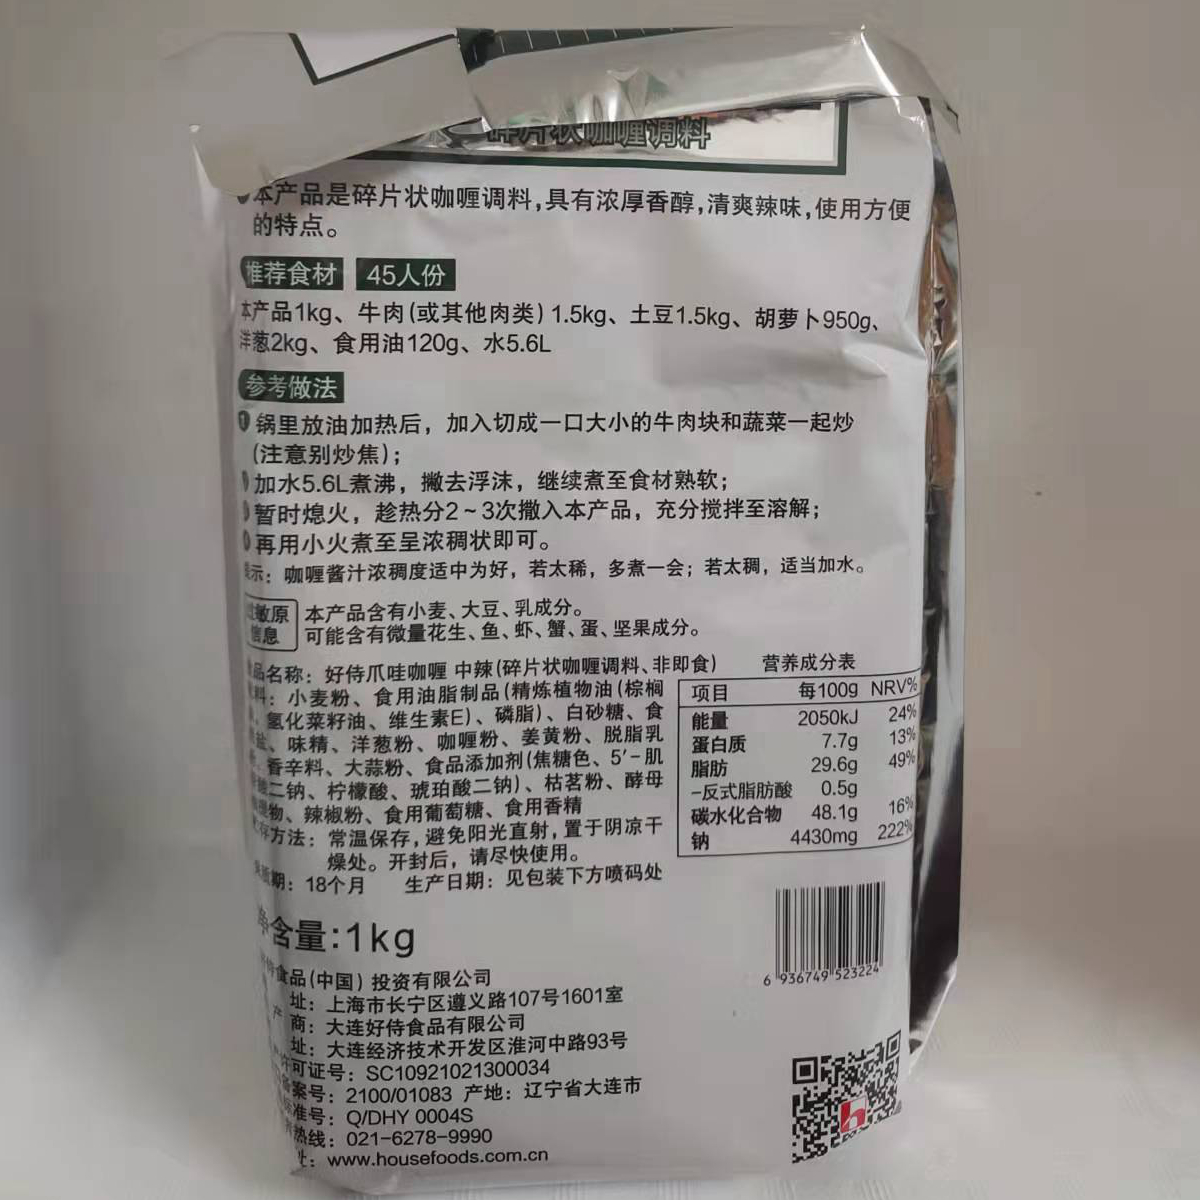 碎片状咖喱调料
本产品是碎片状咖喱调料,具有浓厚香醇,清爽辣味,使用方便
的特点。
推荐食材 45人份
本产品1kg、牛肉(或其他肉类)1.5kg、土豆1.5kg、胡萝卜950g、
洋葱2kg、食用油120g、水5.6L
参考做法
锅里放油加热后，加入切成一口大小的牛肉块和蔬菜一起炒
(注意别炒焦)；
加水5.6L煮沸，撇去浮沫，继续煮至食材熟软；
暂时熄火，趁热分2~3次撒入本产品，充分搅拌至溶解；
再用小火煮至呈浓稠状即可。
示：咖喱酱汁浓稠度适中为好，若太稀，多煮一会；若太稠，适当加水。
过敏原
信息
本产品含有小麦、大豆、乳成分。
可能含有微量花生、鱼、虾、蟹、蛋、坚果成分。
品名称：好侍爪哇咖喱 中辣(碎片状咖喱调料、非即食)
料：小麦粉、食用油脂制品(精炼植物油(棕榈
、氢化菜籽油、维生素E)、磷脂)、白砂糖、食
盐、味精、洋葱粉、咖喱粉、姜黄粉、脱脂乳
、香辛料、大蒜粉、食品添加剂(焦糖色、5'-肌
酸二钠、柠檬酸、琥珀酸二钠)、枯茗粉、酵母
物、辣椒粉、食用葡萄糖、食用香精
方法：常温保存,避免阳光直射,置于阴凉干
燥处。开封后，请尽快使用。
期：18个月 生产日期：见包装下方喷码处
营养成分表
项目 每100g NRV%
能量 2050kJ 24%
蛋白质 7.7g 13%
脂肪 29.6g 49%
-反式脂肪酸 0.5g
碳水化合物 48.1g 16%
钠 4430mg 222%
净含量:1kg
侍食品(中国)投资有限公司
址：上海市长宁区遵义路107号1601室
产 商：大连好侍食品有限公司
址：大连经济技术开发区淮河中路93号
许可证号：SC10921021300034
备案号：2100/01083 产地：辽宁省大连市
准号：Q/DHY 0004S
热线：021-6278-9990
址：www.housefoods.com.cn
6 936749 523224
h